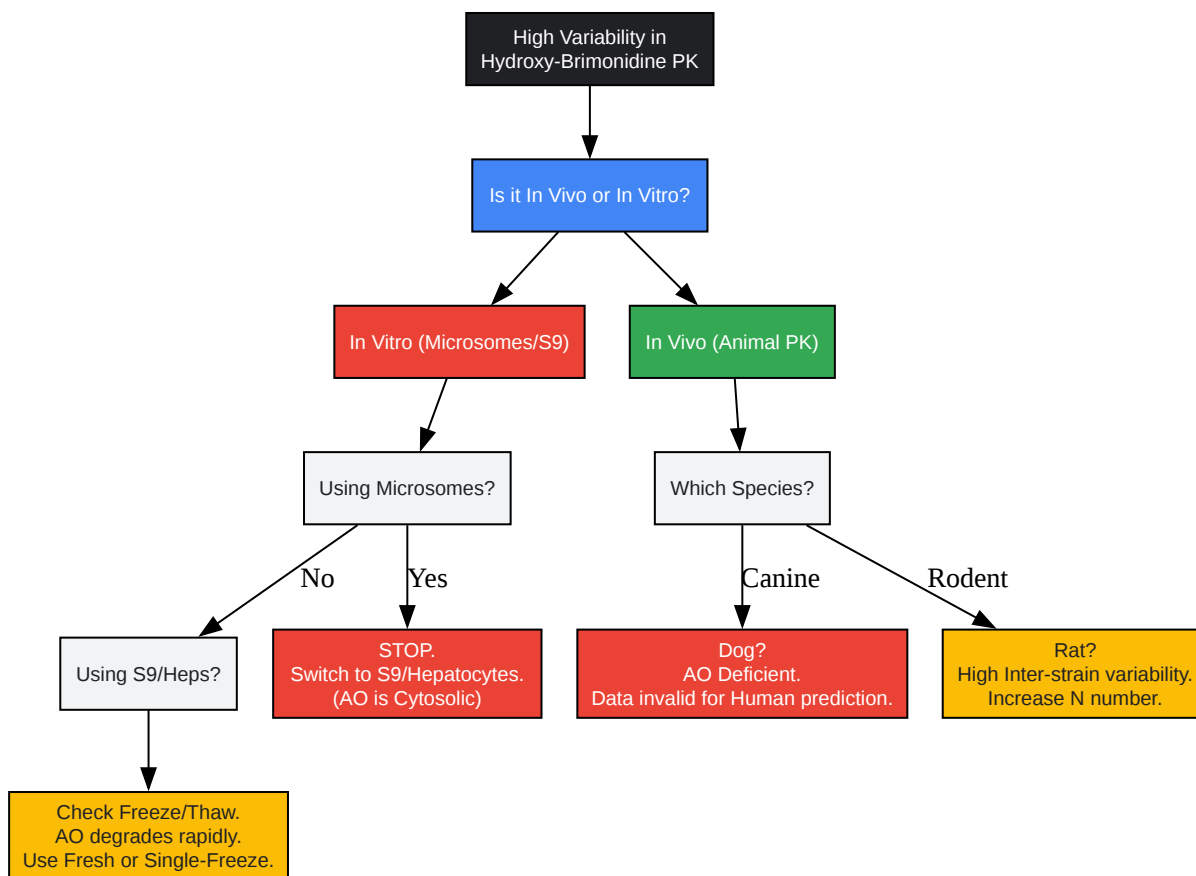 High Variability in
Hydroxy-Brimonidine PK
Is it In Vivo or In Vitro?
In Vitro (Microsomes/S9)
In Vivo (Animal PK)
Using Microsomes?
Which Species?
No
Yes
Canine
Rodent
Using S9/Heps?
STOP.
Switch to S9/Hepatocytes.
(AO is Cytosolic)
Dog?
AO Deficient.
Data invalid for Human prediction.
Rat?
High Inter-strain variability.
Increase N number.
Check Freeze/Thaw.
AO degrades rapidly.
Use Fresh or Single-Freeze.